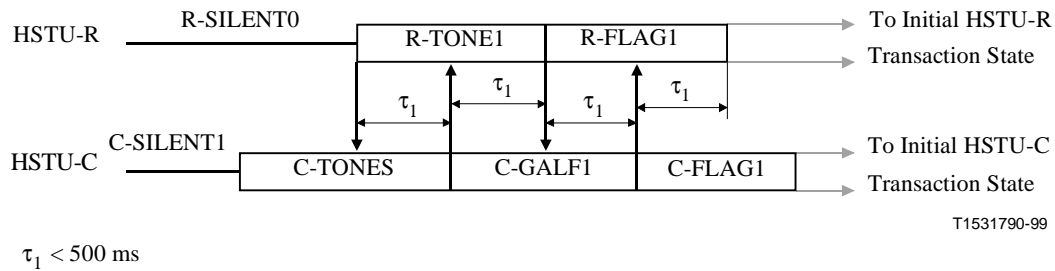 R-SILENT0
HSTU-R
R-TONE1
R-FLAG1
To Initial HSTU-R
Transaction State
τ1
τ1
τ1
τ1
C-SILENT1
HSTU-C
C-TONES
C-GALF1
C-FLAG1
To Initial HSTU-C
Transaction State
T1531790-99
τ1 < 500 ms